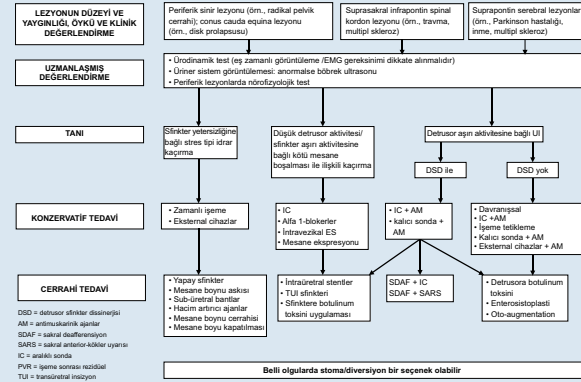 LEZYONUN DÜZEYİ VE
YAYGINLIĞI, ÖYKÜ VE KLİNİK
DEĞERLENDİRME
Periferik sinir lezyonu (örn., radikal pelvik
cerrahi); conus cauda equina lezyonu
(örn., disk prolapsusu)
Suprasakral infrapontin spinal
kordon lezyonu (örn., travma,
multipl skleroz)
Suprapontin serebral lezyonlar
(örn., Parkinson hastalığı,
inme, multipl skleroz)
UZMANLAŞMIŞ
DEĞERLENDİRME
• Ürodinamik test (eş zamanlı görüntüleme /EMG gereksinimi dikkate alınmalıdır)
• Üriner sistem görüntülemesi: anormalse böbrek ultrasonu
• Periferik lezyonlarda nörofizyolojik test
TANI
Sfinkter yetersizliğine
bağlı stres tipi idrar
kaçırma
Düşük detrusor aktivitesi/
sfinkter aşırı aktivitesine
bağlı kötü mesane
boşalması ile ilişkili kaçırma
Detrusor aşırı aktivitesine bağlı UI
DSD ile
DSD yok
KONZERVATİF TEDAVİ
• Zamanlı işeme
• Eksternal cihazlar
• IC
• Alfa 1-blokerler
• İntravezikal ES
• Mesane ekspresyonu
• IC + AM
• kalıcı sonda +
AM
• Davranışsal
• IC +AM
• İşeme tetikleme
• Kalıcı sonda + AM
• Eksternal cihazlar + AM
CERRAHİ TEDAVİ
• Yapay sfinkter
• Mesane boynu askısı
• Sub-üretral bantlar
• Hacim artırıcı ajanlar
• Mesane boynu cerrahisi
• Mesane boyu kapatılması
• İntraüretral stentler
• TUI sfinkteri
• Sfinktere botulinum
toksini uygulaması
SDAF + IC
SDAF + SARS
• Detrusora botulinum
toksini
• Enterosistoplasti
• Oto-augmentation
DSD = detrusor sfinkter dissinerjisi
AM = antimuskarinik ajanlar
SDAF = sakral deafferensiyon
SARS = sakral anterior-kökler uyarısı
IC = aralıklı sonda
PVR = işeme sonrası rezidüel
TUI = transüretral insizyon
Belli olgularda stoma/diversiyon bir seçenek olabilir